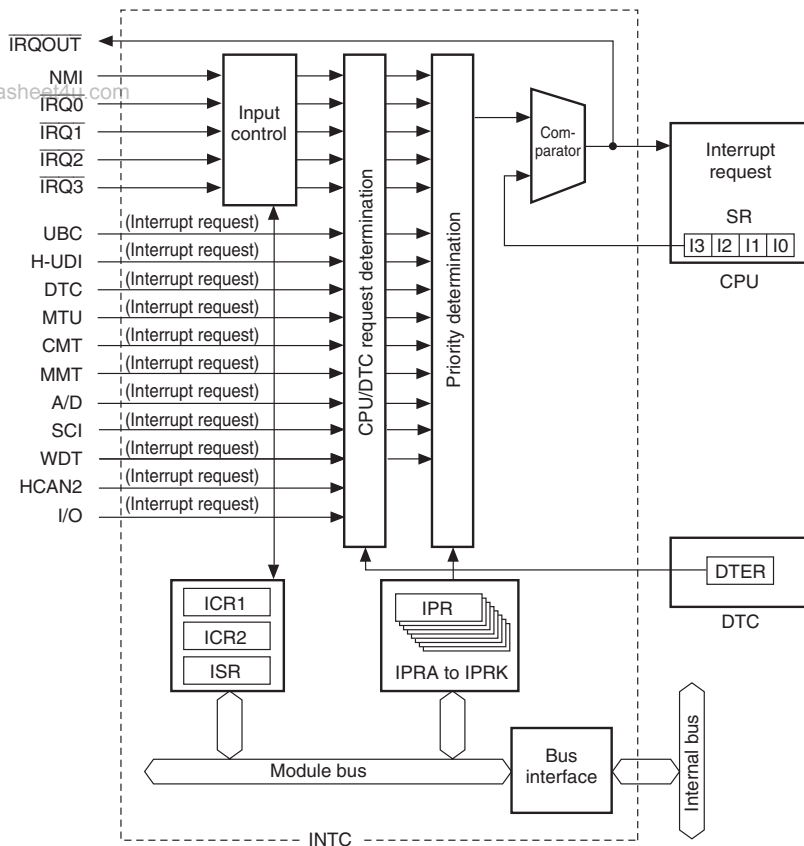 IRQOUT
NMI
asheet4u.com
IRQ0
IRQ1
IRQ2
IRQ3
UBC
H-UDI
DTC
MTU
CMT
MMT
A/D
SCI
WDT
HCAN2
I/O
(Interrupt request)
(Interrupt request)
(Interrupt request)
(Interrupt request)
(Interrupt request)
(Interrupt request)
(Interrupt request)
(Interrupt request)
(Interrupt request)
(Interrupt request)
(Interrupt request)
Input
control
CPU/DTC request determination
Priority determination
Com-
parator
Interrupt
request
SR
I3 I2 I1 I0
CPU
DTER
DTC
ICR1
ICR2
ISR
IPR
IPRA to IPRK
Module bus
Bus
interface
Internal bus
INTC